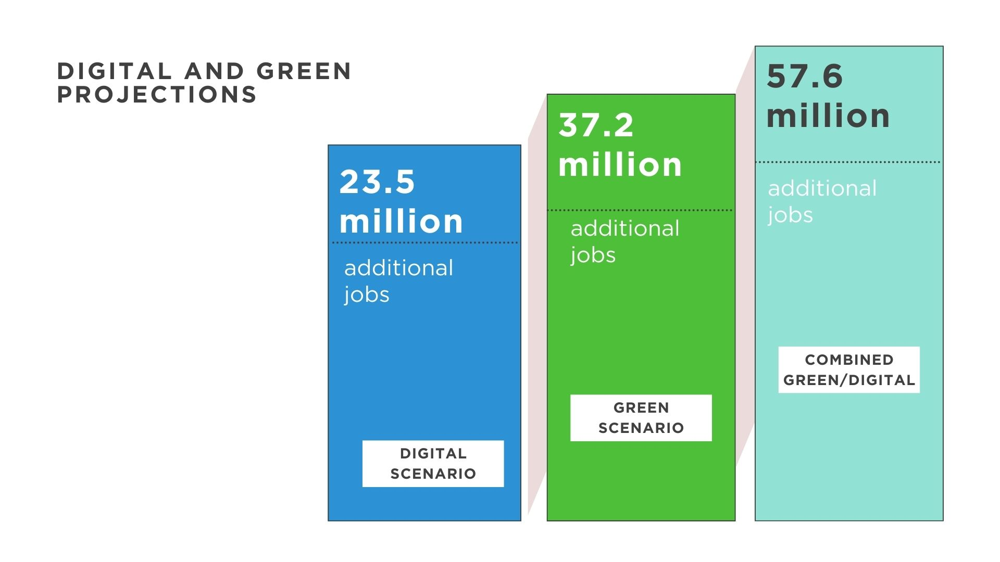 DIGITAL AND GREEN
PROJECTIONS
23.5
million
additional
jobs
DIGITAL
SCENARIO
37.2
million
additional
jobs
GREEN
SCENARIO
57.6
million
additional
jobs
COMBINED
GREEN/DIGITAL